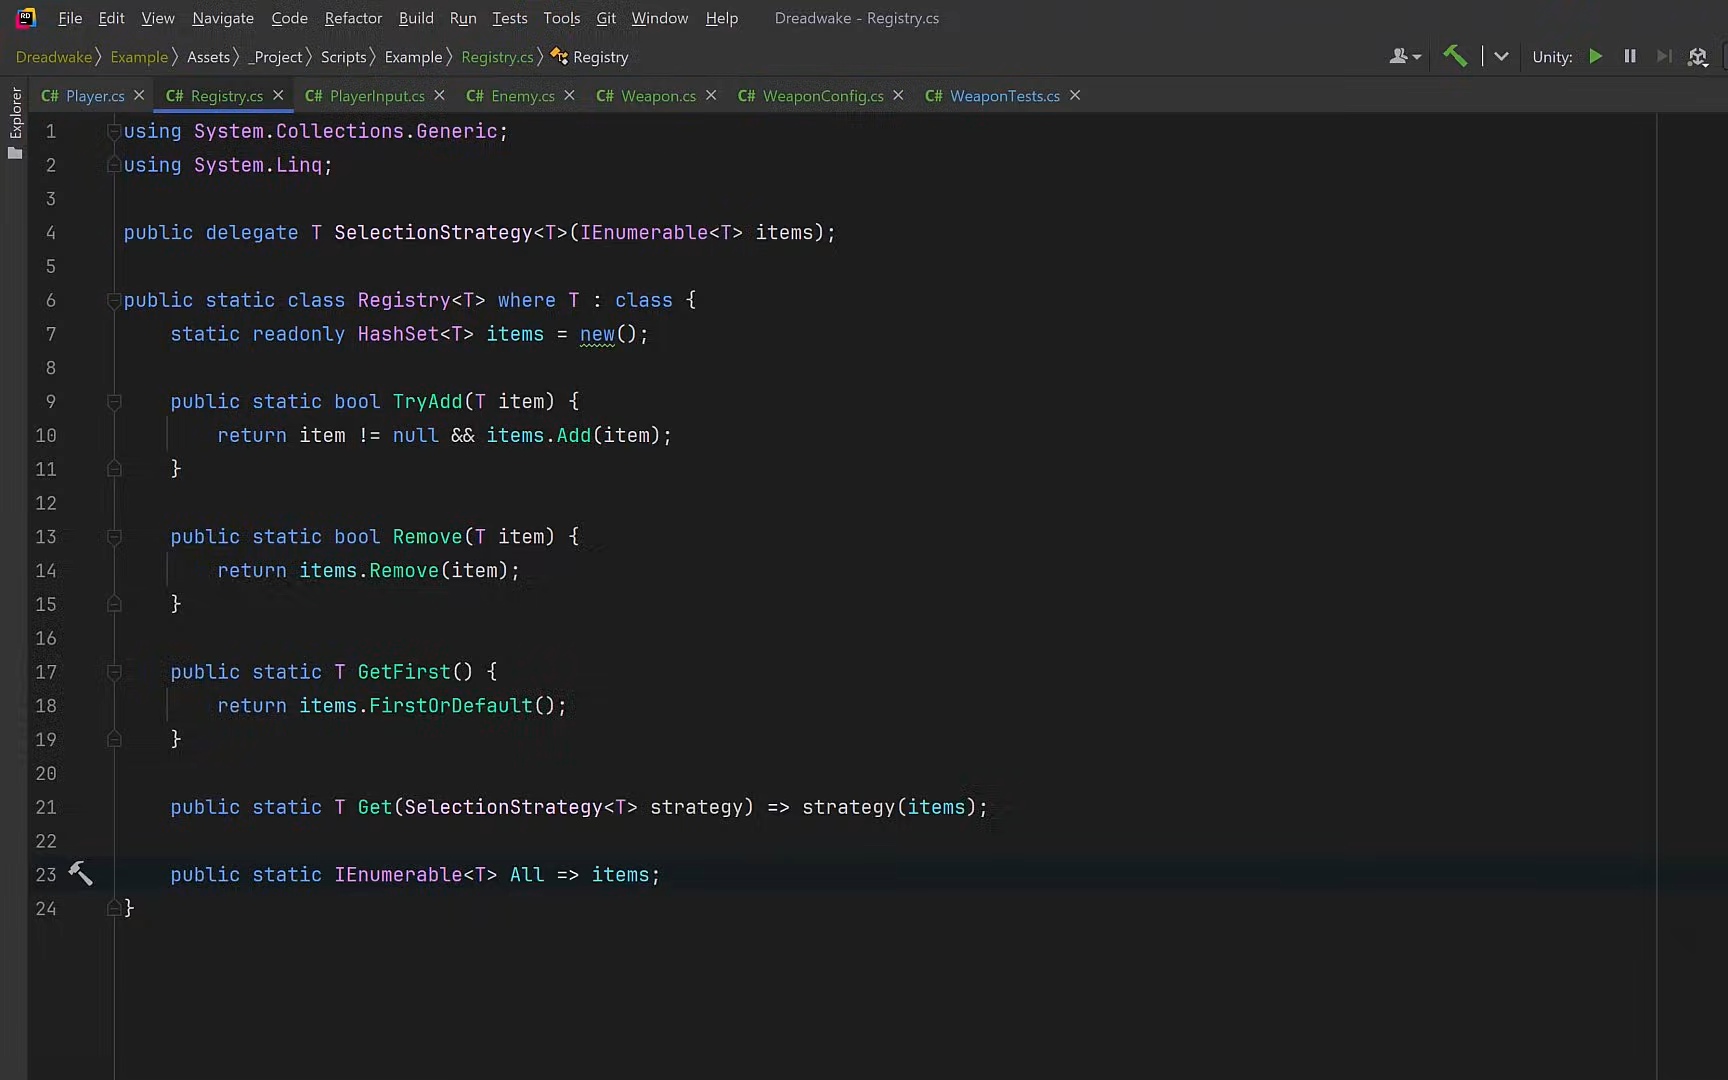 RD File Edit View Navigate Code Refactor Build Run Tests Tools Git Window Help Dreadwake - Registry.cs
Dreadwake Example Assets _Project Scripts Example Registry.cs Registry Unity:
Explorer
C# Player.cs C# Registry.cs C# PlayerInput.cs C# Enemy.cs C# Weapon.cs C# WeaponConfig.cs C# WeaponTests.cs
1 using System.Collections.Generic;
2 using System.Linq;
3
4 public delegate T SelectionStrategy<T>(IEnumerable<T> items);
5
6 public static class Registry<T> where T : class {
7     static readonly HashSet<T> items = new();
8
9     public static bool TryAdd(T item) {
10         return item != null && items.Add(item);
11     }
12
13     public static bool Remove(T item) {
14         return items.Remove(item);
15     }
16
17     public static T GetFirst() {
18         return items.FirstOrDefault();
19     }
20
21     public static T Get(SelectionStrategy<T> strategy) => strategy(items);
22
23     public static IEnumerable<T> All => items;
24 }